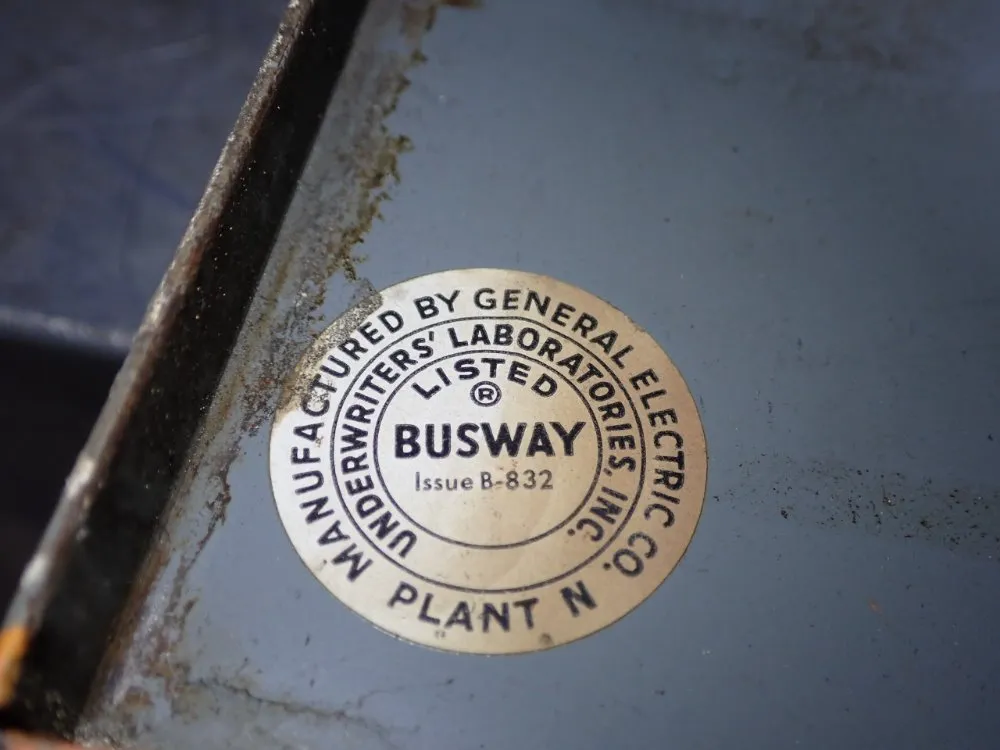 MANUFACTURED BY GENERAL ELECTRIC CO.
UNDERWRITERS' LABORATORIES, INC.
LISTED
®
BUSWAY
Issue B-832
PLANT N